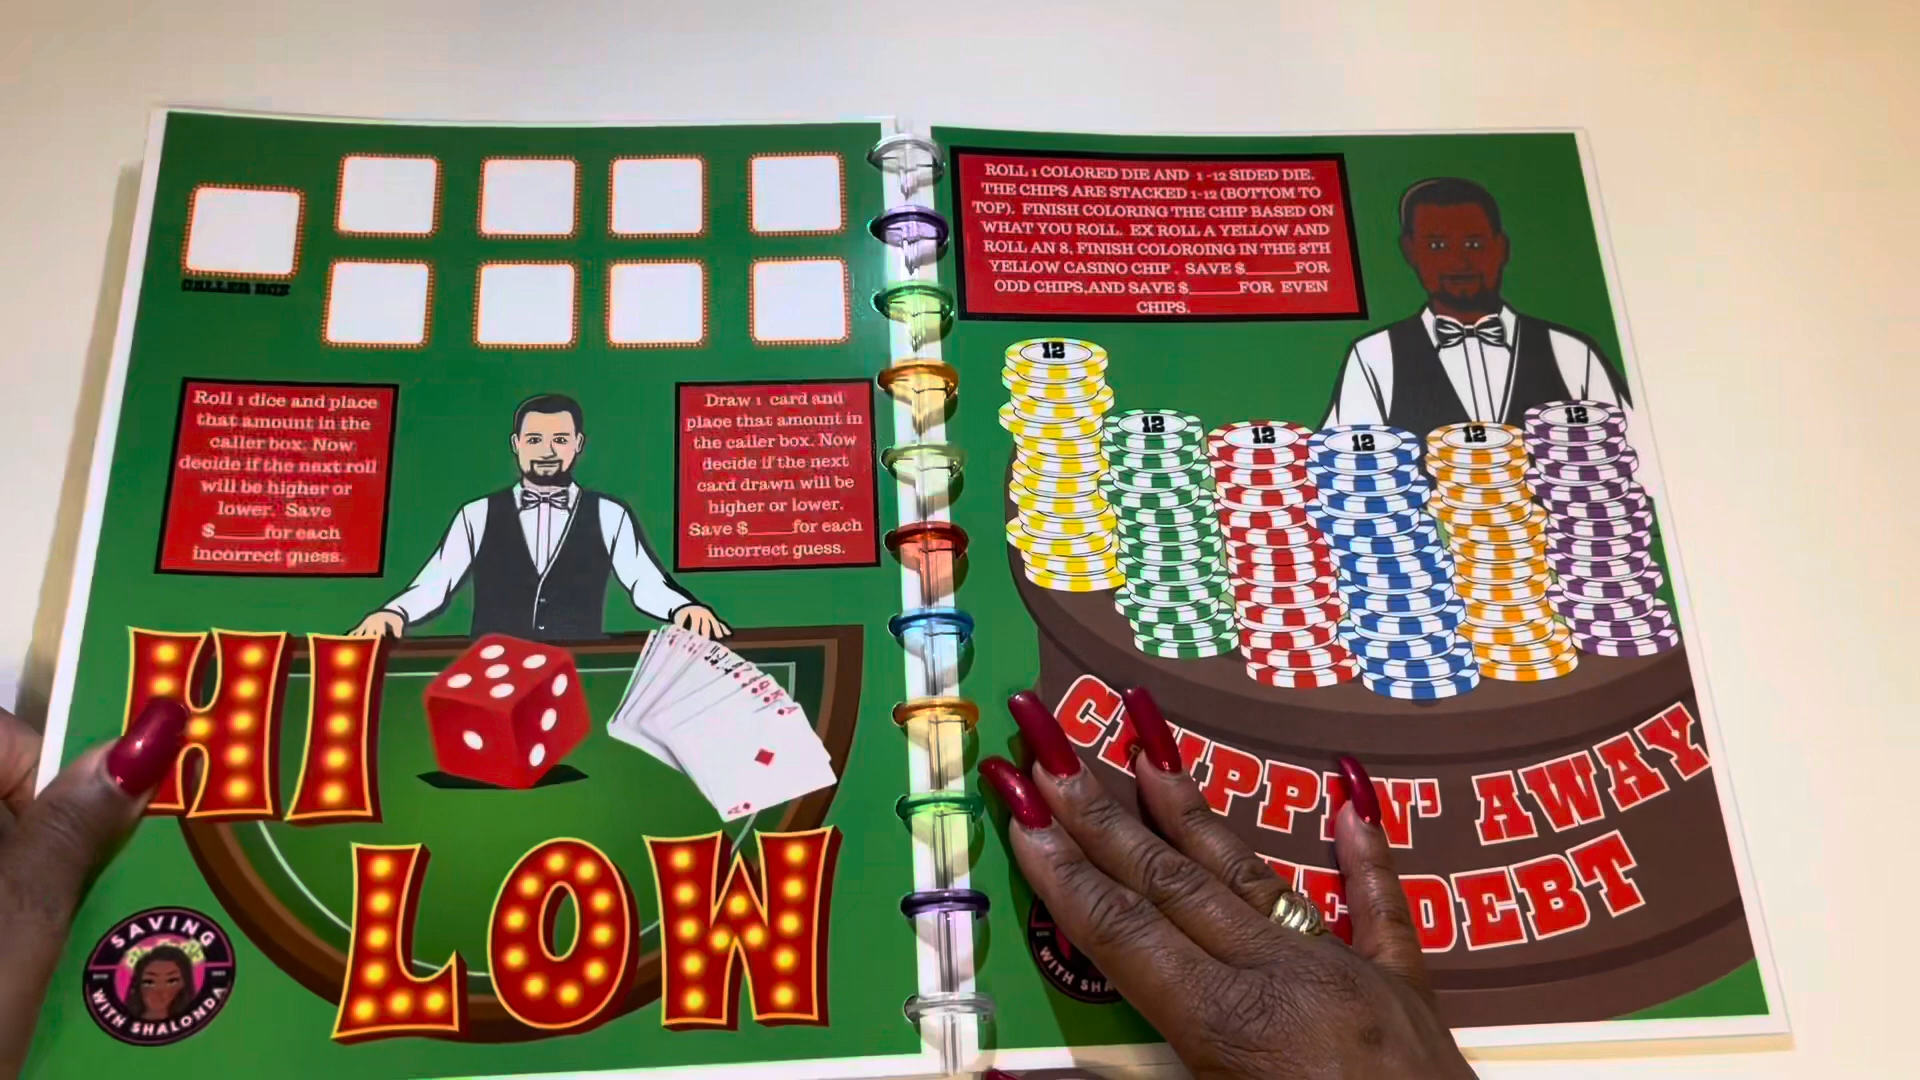 CALLER BOX
Roll 1 dice and place
that amount in the
caller box. Now
decide if the next roll
will be higher or
lower. Save
$____for each
incorrect guess.
Draw 1 card and
place that amount in
the caller box. Now
decide if the next
card drawn will be
higher or lower.
Save $____for each
incorrect guess.
HI
LOW
SAVING
WITH SHALONDA
ROLL 1 COLORED DIE AND 1 -12 SIDED DIE.
THE CHIPS ARE STACKED 1-12 (BOTTOM TO
TOP). FINISH COLORING THE CHIP BASED ON
WHAT YOU ROLL. EX ROLL A YELLOW AND
ROLL AN 8, FINISH COLOROING IN THE 8TH
YELLOW CASINO CHIP . SAVE $_____FOR
ODD CHIPS,AND SAVE $_____FOR EVEN
CHIPS.
12
12
12
12
12
12
CHIPPIN' AWAY
DEBT